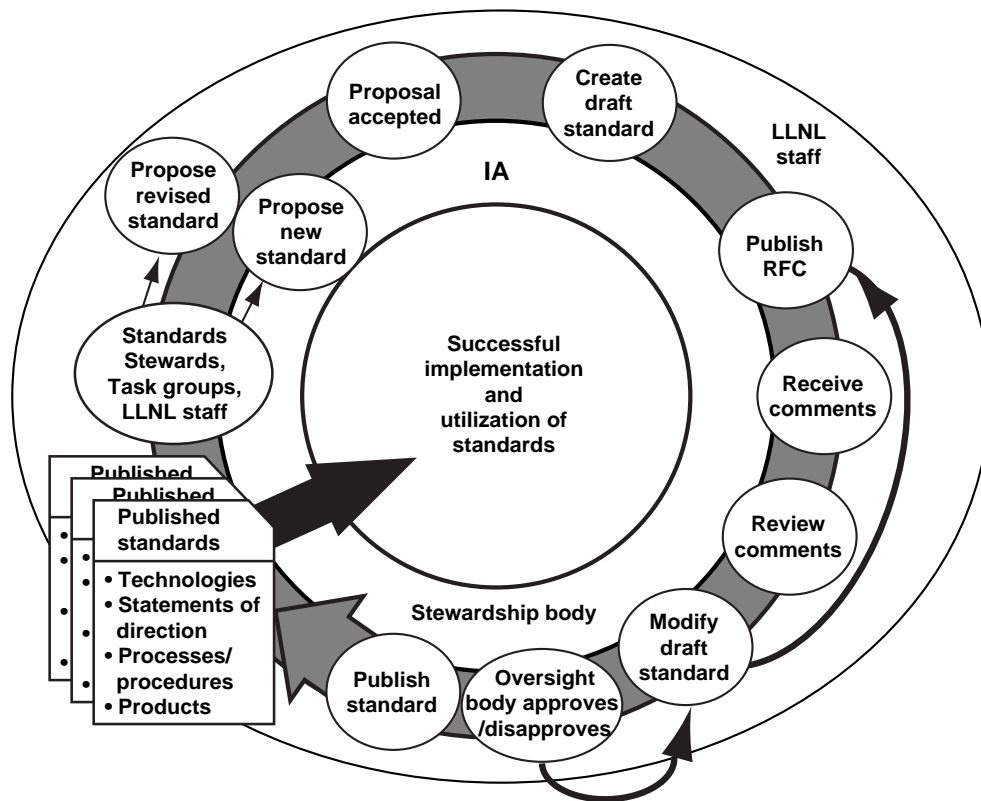 Proposal
accepted
Create
draft
standard
LLNL
staff
Propose
revised
standard
IA
Propose
new
standard
Publish
RFC
Standards
Stewards,
Task groups,
LLNL staff
Successful
implementation
and
utilization of
standards
Receive
comments
Published
Published
Published
standards
• Technologies
• Statements of
direction
• Processes/
procedures
• Products
Review
comments
Stewardship body
Modify
draft
standard
Publish
standard
Oversight
body approves
/disapproves